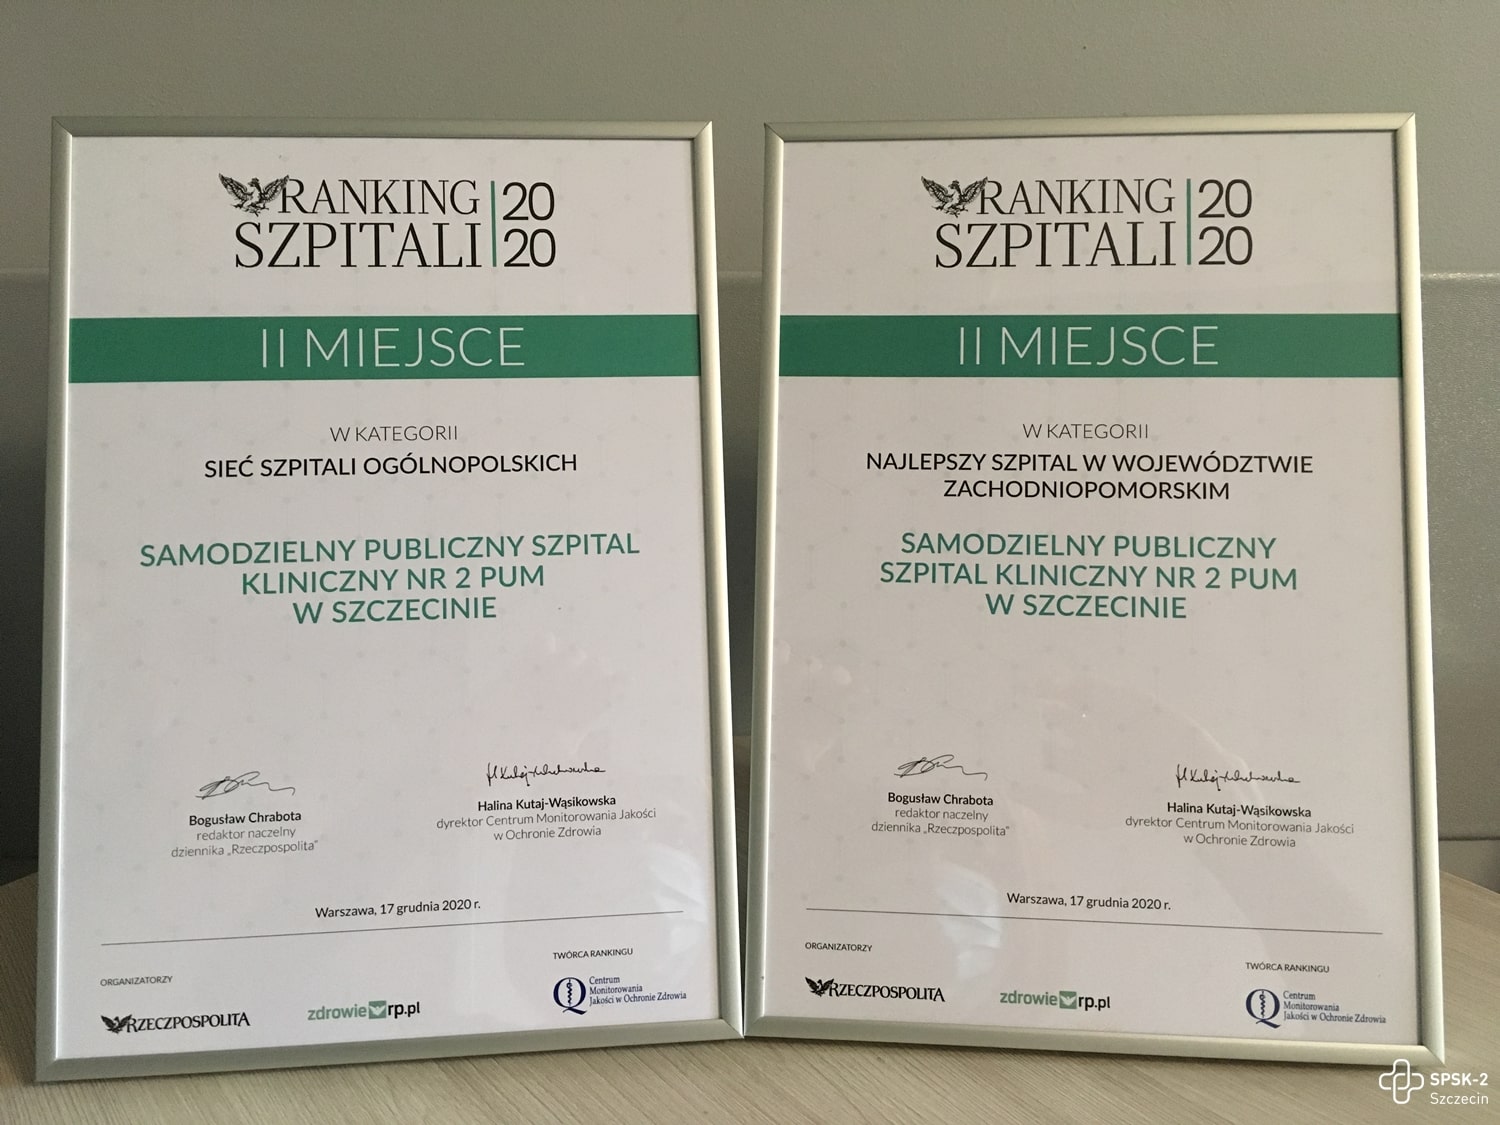 RANKING 20
SZPITALI 20
II MIEJSCE
W KATEGORII
SIEĆ SZPITALI OGÓLNOPOLSKICH
SAMODZIELNY PUBLICZNY SZPITAL
KLINICZNY NR 2 PUM
W SZCZECINIE
Bogusław Chrabota
redaktor naczelny
dziennika „Rzeczpospolita”
Halina Kutaj-Wąsikowska
dyrektor Centrum Monitorowania Jakości
w Ochronie Zdrowia
Warszawa, 17 grudnia 2020 r.
ORGANIZATORZY
RZECZPOSPOLITA
zdrowie rp.pl
TWÓRCA RANKINGU
Centrum
Monitorowania
Jakości w Ochronie Zdrowia
RANKING 20
SZPITALI 20
II MIEJSCE
W KATEGORII
NAJLEPSZY SZPITAL W WOJEWÓDZTWIE
ZACHODNIOPOMORSKIM
SAMODZIELNY PUBLICZNY
SZPITAL KLINICZNY NR 2 PUM
W SZCZECINIE
Bogusław Chrabota
redaktor naczelny
dziennika „Rzeczpospolita”
Halina Kutaj-Wąsikowska
dyrektor Centrum Monitorowania Jakości
w Ochronie Zdrowia
Warszawa, 17 grudnia 2020 r.
ORGANIZATORZY
RZECZPOSPOLITA
zdrowie rp.pl
TWÓRCA RANKINGU
Centrum
Monitorowania
Jakości w Ochronie Zdrowia
SPSK-2
Szczecin